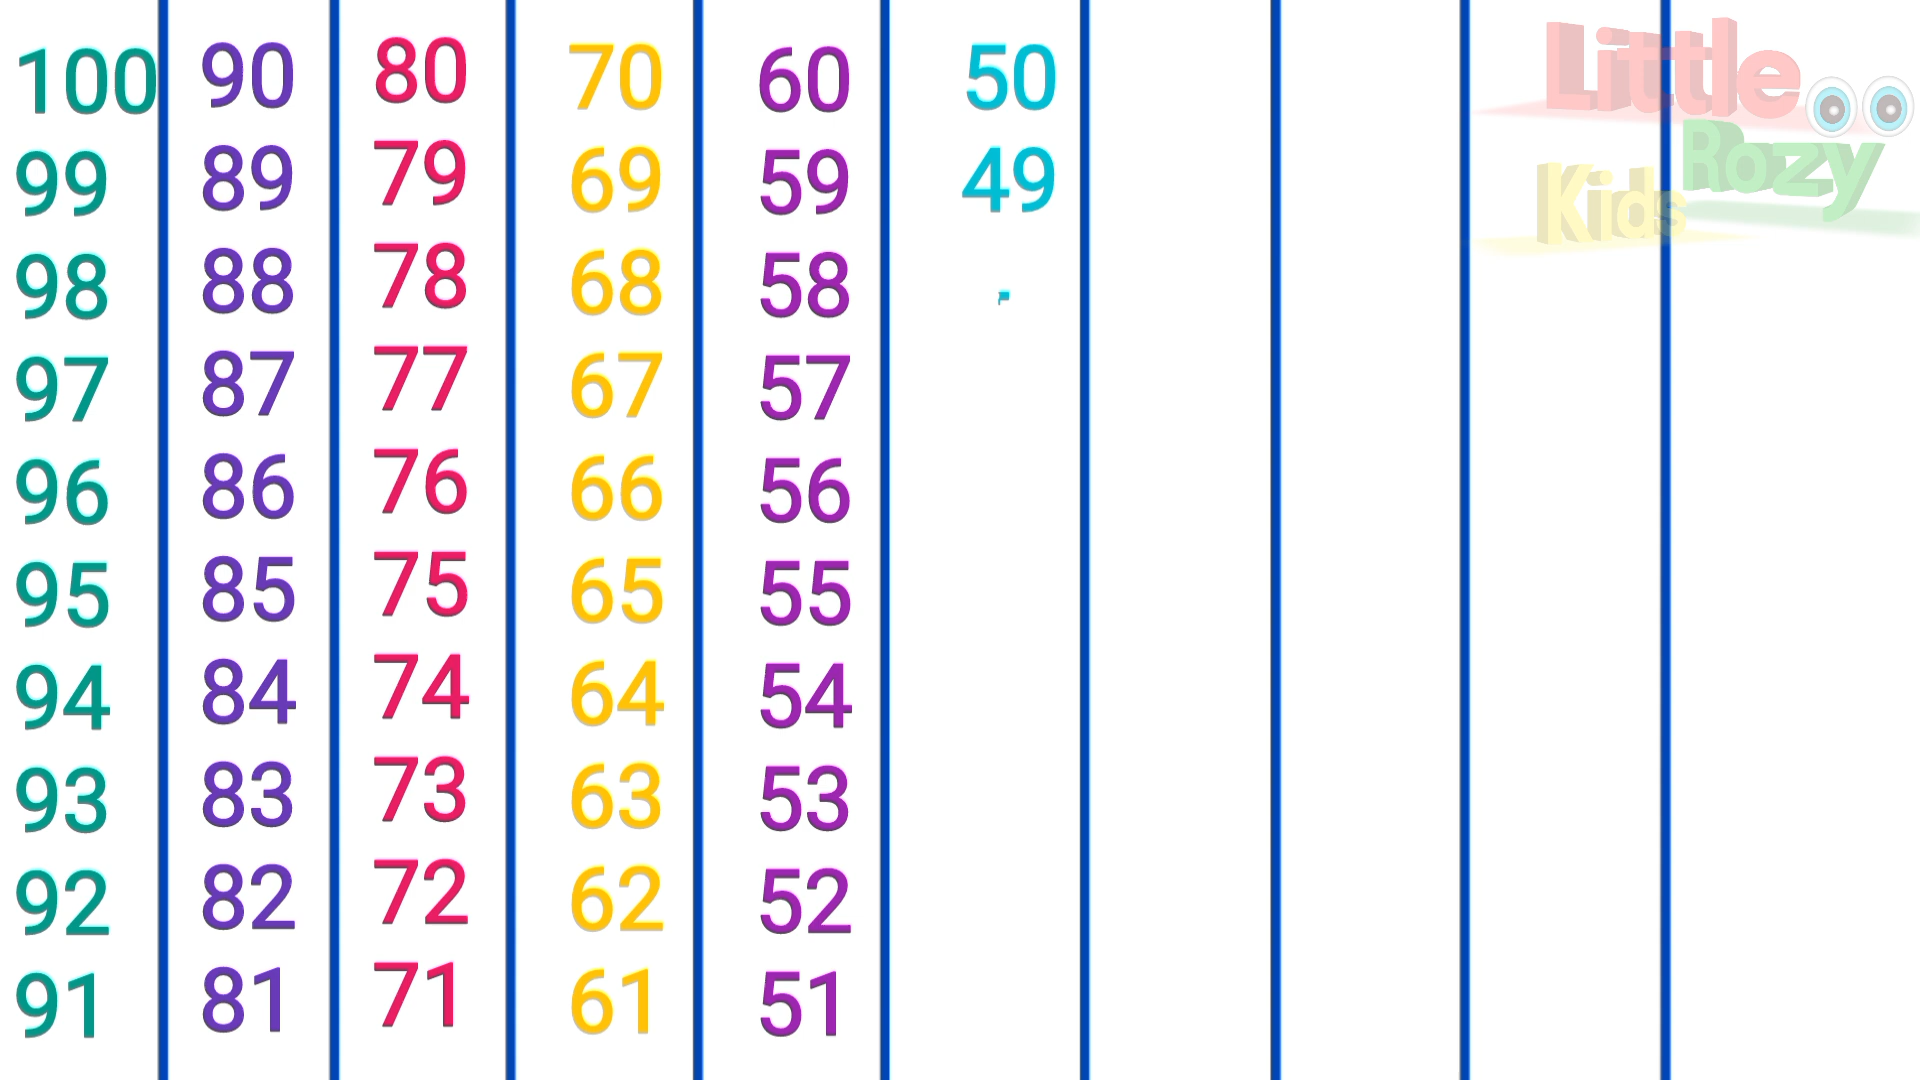 100 90 80 70 60 50
99 89 79 69 59 49
98 88 78 68 58
97 87 77 67 57
96 86 76 66 56
95 85 75 65 55
94 84 74 64 54
93 83 73 63 53
92 82 72 62 52
91 81 71 61 51
Little
Rozy
Kids